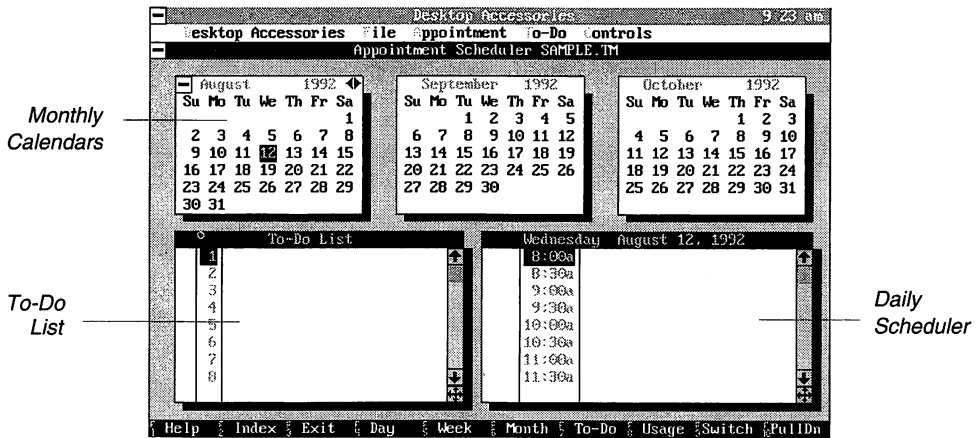 Desktop Accessories 9:23 am
Desktop Accessories File Appointment To-Do Controls
Appointment Scheduler SAMPLE.TM
August 1992
Su Mo Tu We Th Fr Sa
1
2 3 4 5 6 7 8
9 10 11 12 13 14 15
16 17 18 19 20 21 22
23 24 25 26 27 28 29
30 31
September 1992
Su Mo Tu We Th Fr Sa
1 2 3 4 5
6 7 8 9 10 11 12
13 14 15 16 17 18 19
20 21 22 23 24 25 26
27 28 29 30
October 1992
Su Mo Tu We Th Fr Sa
1 2 3
4 5 6 7 8 9 10
11 12 13 14 15 16 17
18 19 20 21 22 23 24
25 26 27 28 29 30 31
Monthly
Calendars
To-Do List
1
2
3
4
5
6
7
8
Wednesday August 12, 1992
8:00a
8:30a
9:00a
9:30a
10:00a
10:30a
11:00a
11:30a
To-Do
List
Daily
Scheduler
Help Index Exit Day Week Month To-Do Usage Switch PullDn